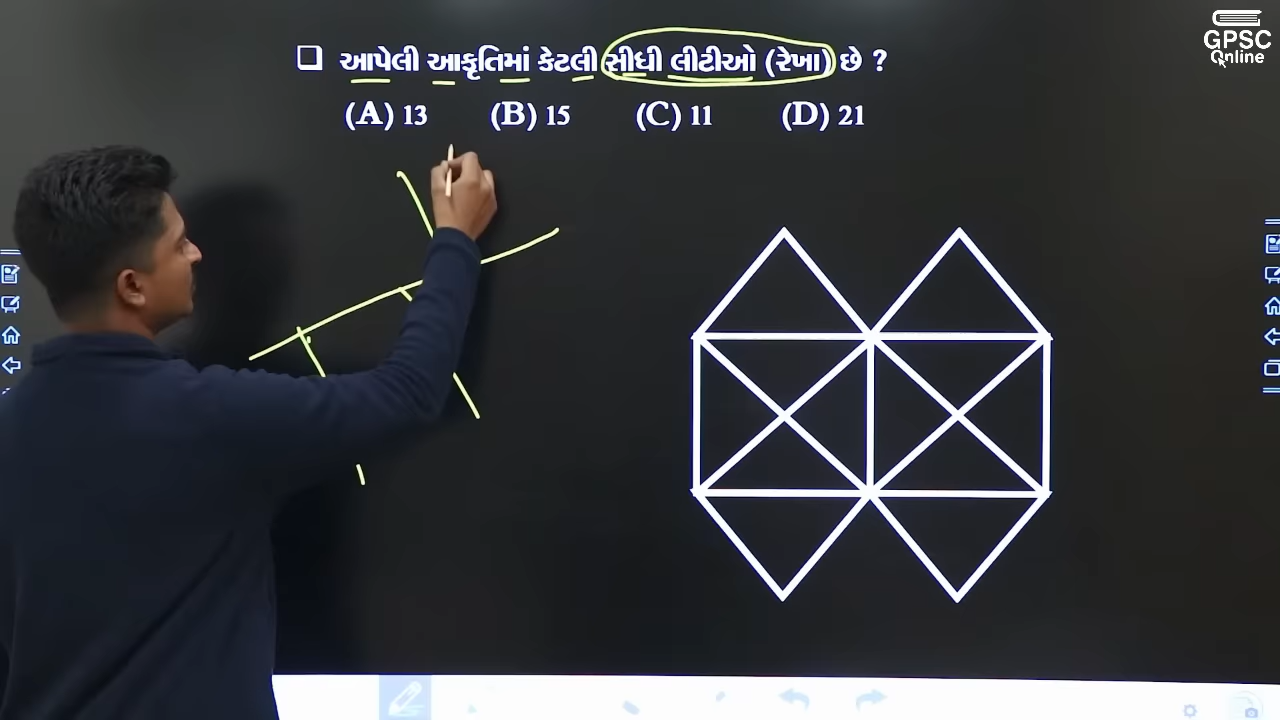 ❑ આપેલી આકૃતિમાં કેટલી સીધી લીટીઓ (રેખા) છે ?
(A) 13 (B) 15 (C) 11 (D) 21
GPSC
Online